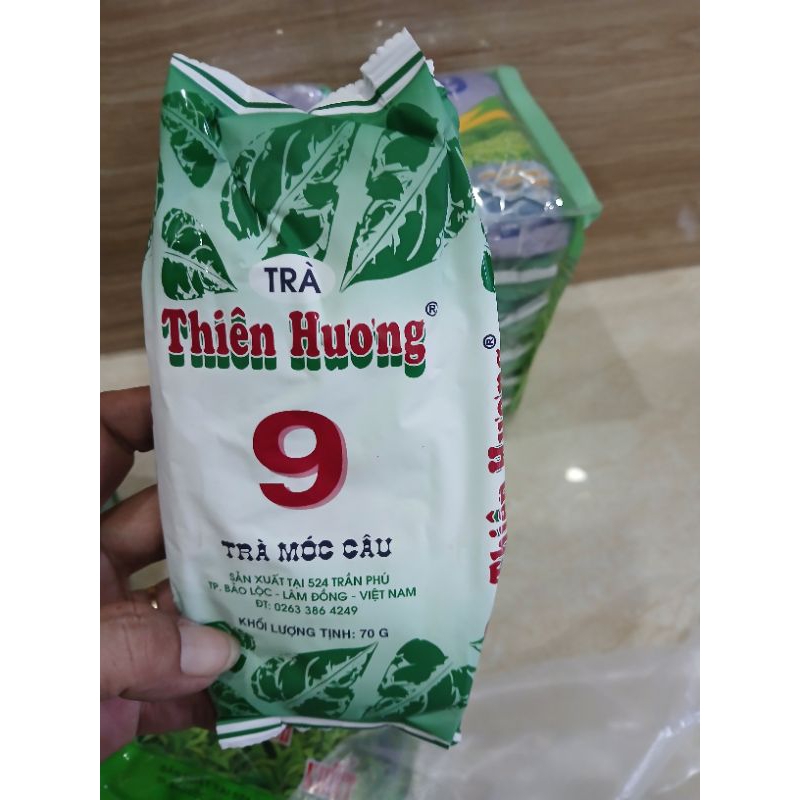 TRÀ
Thiên Hương®
9
TRÀ MÓC CÂU
SẢN XUẤT TẠI 524 TRẦN PHÚ
TP. BẢO LỘC - LÂM ĐỒNG - VIỆT NAM
ĐT: 0263 386 4249
KHỐI LƯỢNG TỊNH: 70 G
Thiên Hương®